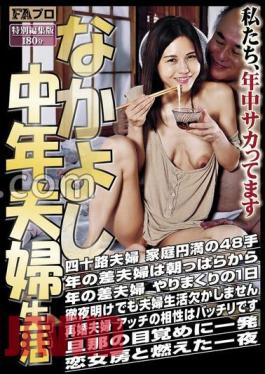 FAプロ
特別編集版
180分
私たち、年中サカってます
なかよし
中年夫婦生活
四十路夫婦 家庭円満の48手
年の差夫婦は朝っぱらから
年の差夫婦 やりまくりの1日
徹夜明けでも夫婦生活欠かしません
再婚夫婦 アッチの相性はバッチリです
旦那の目覚めに一発
恋女房と燃えた一夜